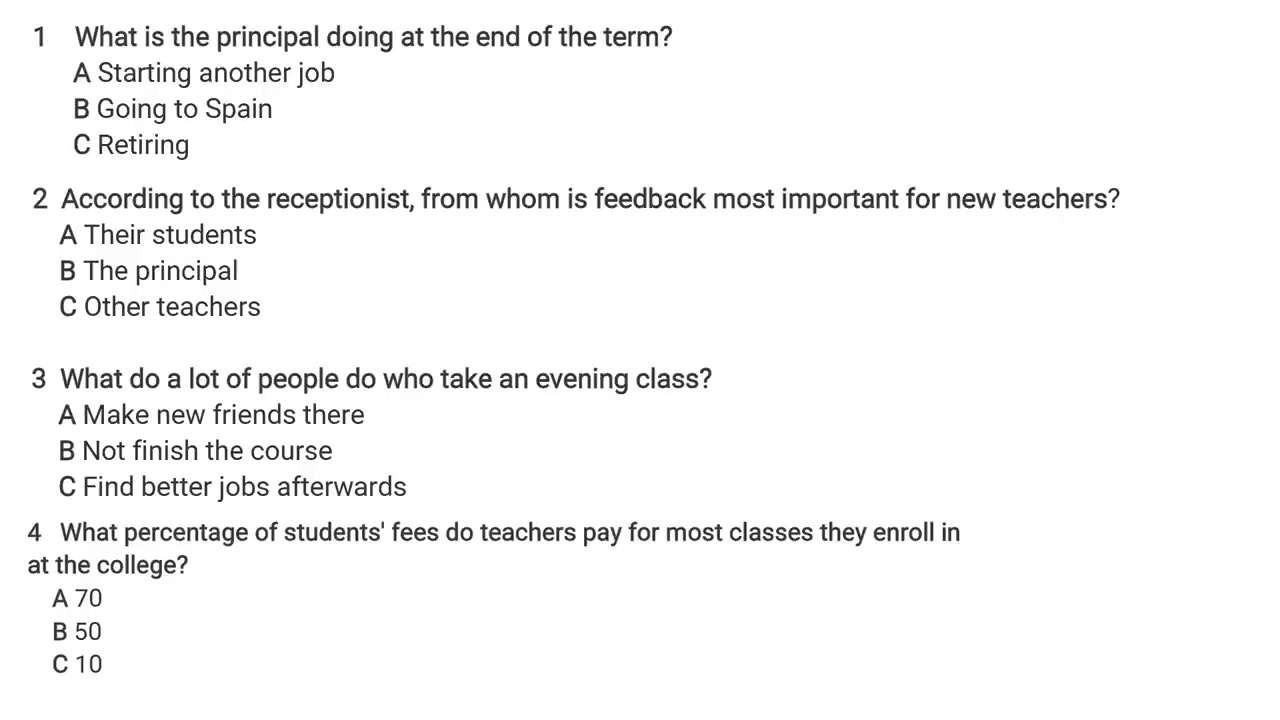 1 What is the principal doing at the end of the term?
A Starting another job
B Going to Spain
C Retiring
2 According to the receptionist, from whom is feedback most important for new teachers?
A Their students
B The principal
C Other teachers
3 What do a lot of people do who take an evening class?
A Make new friends there
B Not finish the course
C Find better jobs afterwards
4 What percentage of students' fees do teachers pay for most classes they enroll in
at the college?
A 70
B 50
C 10